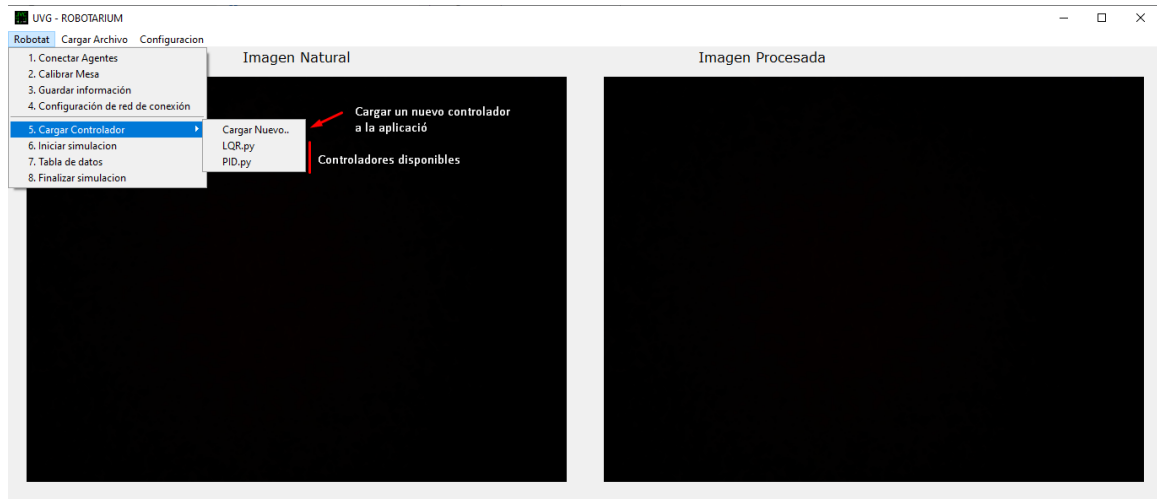 UVG - ROBOTARIUM
Robotat Cargar Archivo Configuracion
Imagen Natural
Imagen Procesada
1. Conectar Agentes
2. Calibrar Mesa
3. Guardar información
4. Configuración de red de conexión
5. Cargar Controlador
6. Iniciar simulacion
7. Tabla de datos
8. Finalizar simulacion
Cargar Nuevo..
LQR.py
PID.py
Cargar un nuevo controlador
a la aplicació
Controladores disponibles